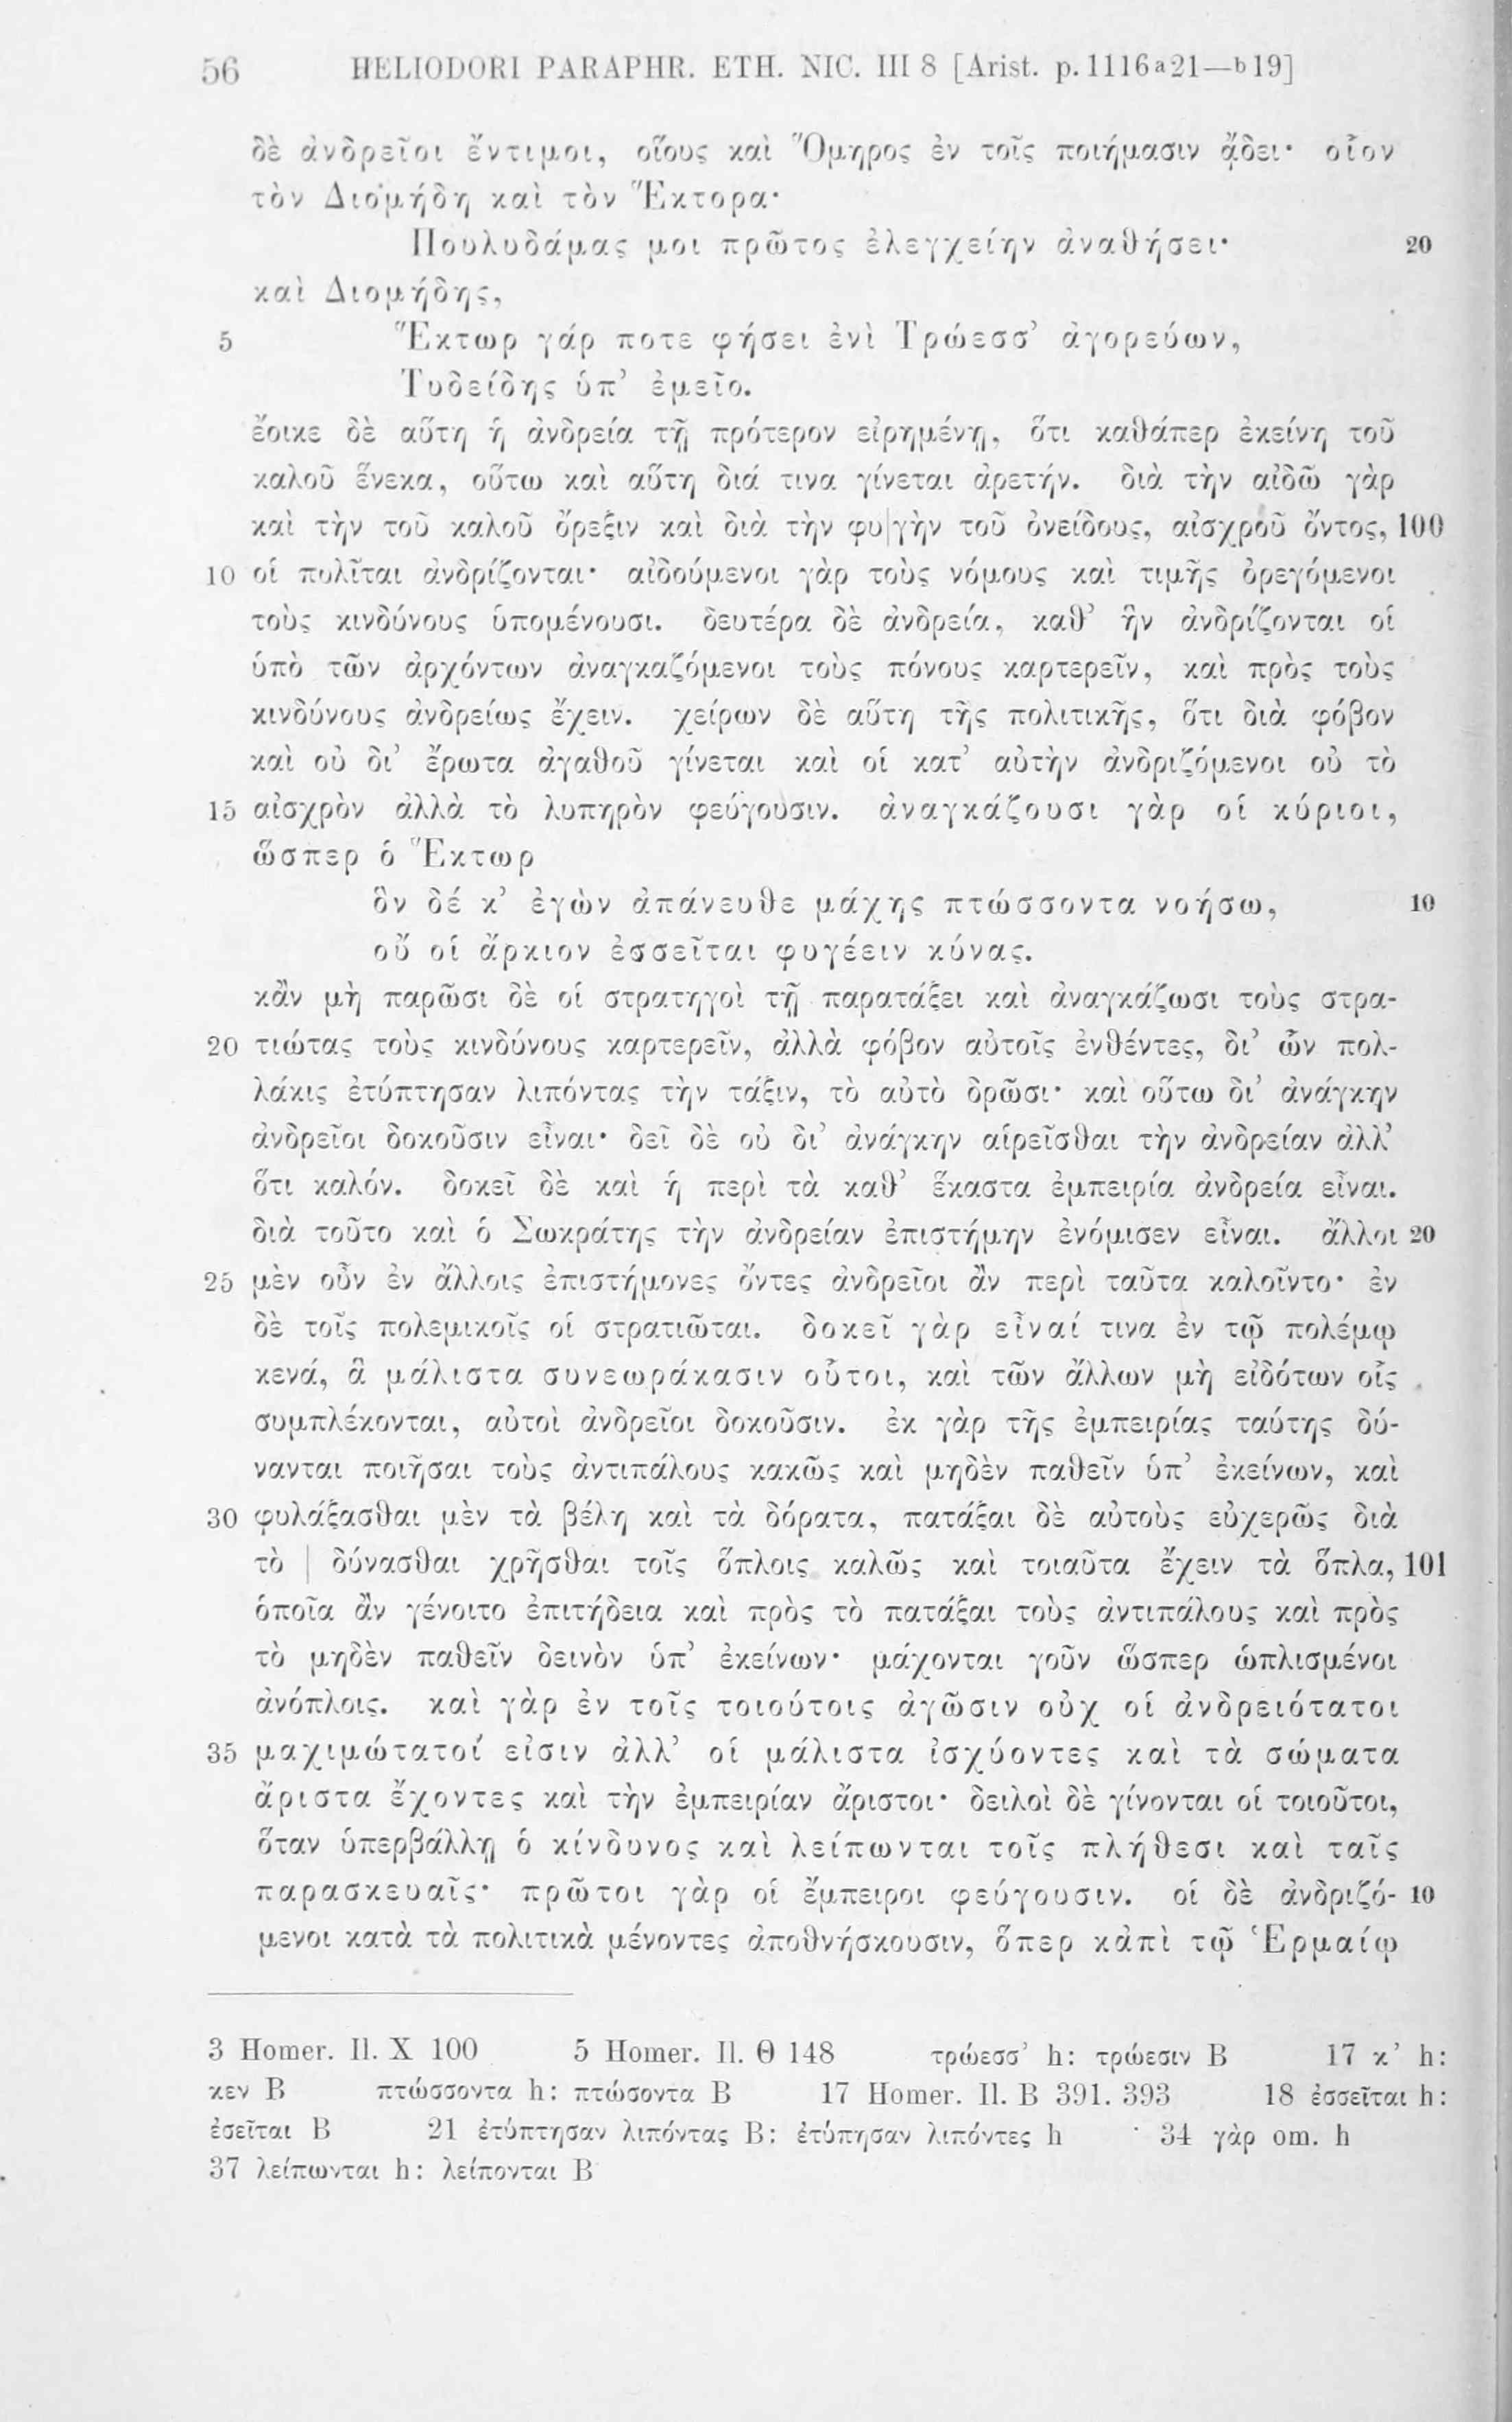 56 HELIODORI PARAPHR. ETH. NIC. III 8 [Arist. p. 1116a21—b19]
δὲ ἀνδρεῖοι ἔντιμοι, οἵους καὶ Ὅμηρος ἐν τοῖς ποιήμασιν ᾄδει· οἷον
τὸν Διομήδη καὶ τὸν Ἕκτορα·
Πουλυδάμας μοι πρῶτος ἐλεγχείην ἀναθήσει· 20
καὶ Διομήδης,
5 Ἕκτωρ γάρ ποτε φήσει ἐνὶ Τρώεσσ’ ἀγορεύων,
Τυδείδης ὑπ’ ἐμεῖο.
ἔοικε δὲ αὕτη ἡ ἀνδρεία τῇ πρότερον εἰρημένῃ, ὅτι καθάπερ ἐκείνη τοῦ
καλοῦ ἕνεκα, οὕτω καὶ αὕτη διά τινα γίνεται ἀρετήν. διὰ τὴν αἰδῶ γὰρ
καὶ τὴν τοῦ καλοῦ ὄρεξιν καὶ διὰ τὴν φυ|γὴν τοῦ ὀνείδους, αἰσχροῦ ὄντος, 100
10 οἱ πολῖται ἀνδρίζονται· αἰδούμενοι γὰρ τοὺς νόμους καὶ τιμῆς ὀρεγόμενοι
τοὺς κινδύνους ὑπομένουσι. δευτέρα δὲ ἀνδρεία, καθ’ ἣν ἀνδρίζονται οἱ
ὑπὸ τῶν ἀρχόντων ἀναγκαζόμενοι τοὺς πόνους καρτερεῖν, καὶ πρὸς τοὺς
κινδύνους ἀνδρείως ἔχειν. χείρων δὲ αὕτη τῆς πολιτικῆς, ὅτι διὰ φόβον
καὶ οὐ δι’ ἔρωτα ἀγαθοῦ γίνεται καὶ οἱ κατ’ αὐτὴν ἀνδριζόμενοι οὐ τὸ
15 αἰσχρὸν ἀλλὰ τὸ λυπηρὸν φεύγουσιν. ἀναγκάζουσι γὰρ οἱ κύριοι,
ὥσπερ ὁ Ἕκτωρ
ὃν δέ κ’ ἐγὼν ἀπάνευθε μάχης πτώσσοντα νοήσω, 10
οὔ οἱ ἄρκιον ἐσσεῖται φυγέειν κύνας.
κἂν μὴ παρῶσι δὲ οἱ στρατηγοὶ τῇ παρατάξει καὶ ἀναγκάζωσι τοὺς στρα-
20 τιώτας τοὺς κινδύνους καρτερεῖν, ἀλλὰ φόβον αὐτοῖς ἐνθέντες, δι’ ὧν πολ-
λάκις ἐτύπτησαν λιπόντας τὴν τάξιν, τὸ αὐτὸ δρῶσι· καὶ οὕτω δι’ ἀνάγκην
ἀνδρεῖοι δοκοῦσιν εἶναι· δεῖ δὲ οὐ δι’ ἀνάγκην αἱρεῖσθαι τὴν ἀνδρείαν ἀλλ’
ὅτι καλόν. δοκεῖ δὲ καὶ ἡ περὶ τὰ καθ’ ἕκαστα ἐμπειρία ἀνδρεία εἶναι.
διὰ τοῦτο καὶ ὁ Σωκράτης τὴν ἀνδρείαν ἐπιστήμην ἐνόμισεν εἶναι. ἄλλοι 20
25 μὲν οὖν ἐν ἄλλοις ἐπιστήμονες ὄντες ἀνδρεῖοι ἂν περὶ ταῦτα καλοῖντο· ἐν
δὲ τοῖς πολεμικοῖς οἱ στρατιῶται. δοκεῖ γὰρ εἶναί τινα ἐν τῷ πολέμῳ
κενά, ἃ μάλιστα συνεωράκασιν οὗτοι, καὶ τῶν ἄλλων μὴ εἰδότων οἷς
συμπλέκονται, αὐτοὶ ἀνδρεῖοι δοκοῦσιν. ἐκ γὰρ τῆς ἐμπειρίας ταύτης δύ-
νανται ποιῆσαι τοὺς ἀντιπάλους κακῶς καὶ μηδὲν παθεῖν ὑπ’ ἐκείνων, καὶ
30 φυλάξασθαι μὲν τὰ βέλη καὶ τὰ δόρατα, πατάξαι δὲ αὐτοὺς εὐχερῶς διὰ
τὸ | δύνασθαι χρῆσθαι τοῖς ὅπλοις καλῶς καὶ τοιαῦτα ἔχειν τὰ ὅπλα, 101
ὁποῖα ἂν γένοιτο ἐπιτήδεια καὶ πρὸς τὸ πατάξαι τοὺς ἀντιπάλους καὶ πρὸς
τὸ μηδὲν παθεῖν δεινὸν ὑπ’ ἐκείνων· μάχονται γοῦν ὥσπερ ὡπλισμένοι
ἀνόπλοις. καὶ γὰρ ἐν τοῖς τοιούτοις ἀγῶσιν οὐχ οἱ ἀνδρειότατοι
35 μαχιμώτατοί εἰσιν ἀλλ’ οἱ μάλιστα ἰσχύοντες καὶ τὰ σώματα
ἄριστα ἔχοντες καὶ τὴν ἐμπειρίαν ἄριστοι· δειλοὶ δὲ γίνονται οἱ τοιοῦτοι,
ὅταν ὑπερβάλλῃ ὁ κίνδυνος καὶ λείπωνται τοῖς πλήθεσι καὶ ταῖς
παρασκευαῖς· πρῶτοι γὰρ οἱ ἔμπειροι φεύγουσιν. οἱ δὲ ἀνδριζό- 10
μενοι κατὰ τὰ πολιτικὰ μένοντες ἀποθνήσκουσιν, ὅπερ κἀπὶ τῷ Ἑρμαίῳ
3 Homer. Il. X 100 5 Homer. Il. Θ 148 τρώεσσ’ h: τρώεσιν B 17 κ’ h:
κεν B πτώσσοντα h: πτώσοντα B 17 Homer. Il. B 391. 393 18 ἐσσεῖται h:
ἐσεῖται B 21 ἐτύπτησαν λιπόντας B: ἐτύπησαν λιπόντες h 34 γὰρ om. h
37 λείπωνται h: λείπονται B